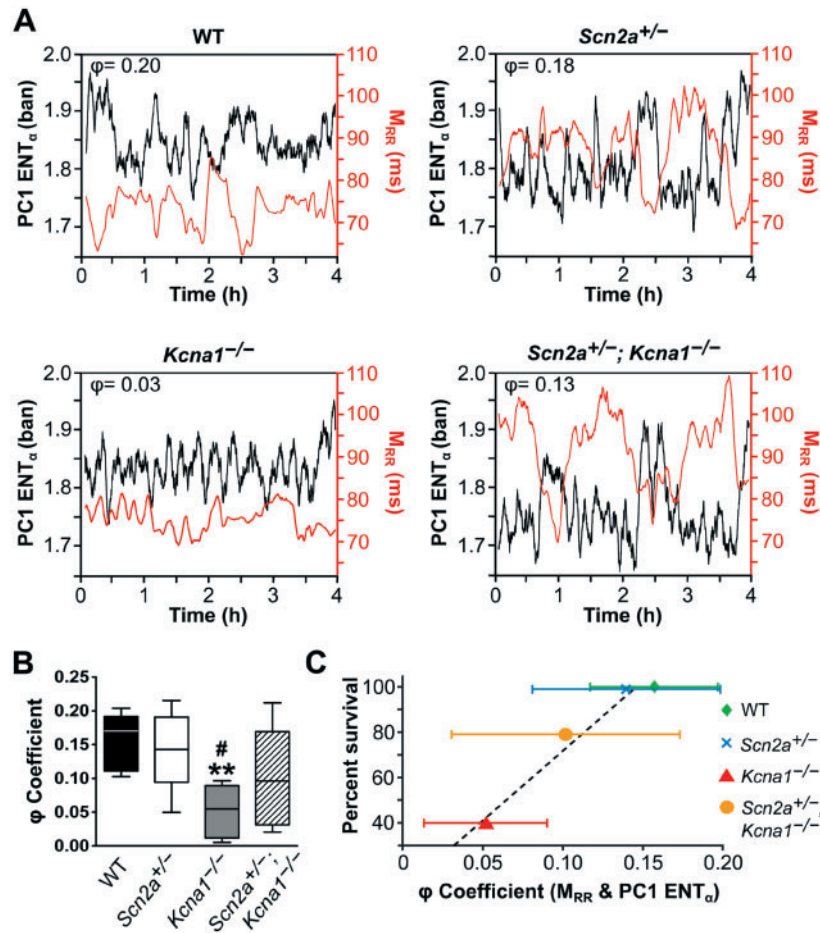 A
WT
Scn2a+/−
φ= 0.20
φ= 0.18
PC1 ENTα (ban)
2.0
1.9
1.8
1.7
110
100
90
80
70
MRR (ms)
0 1 2 3 4
Time (h)
PC1 ENTα (ban)
2.0
1.9
1.8
1.7
110
100
90
80
70
MRR (ms)
0 1 2 3 4
Time (h)
Kcna1−/−
Scn2a+/−; Kcna1−/−
φ= 0.03
φ= 0.13
PC1 ENTα (ban)
2.0
1.9
1.8
1.7
110
100
90
80
70
MRR (ms)
0 1 2 3 4
Time (h)
PC1 ENTα (ban)
2.0
1.9
1.8
1.7
110
100
90
80
70
MRR (ms)
0 1 2 3 4
Time (h)
B
φ Coefficient
0.25
0.20
0.15
0.10
0.05
0.00
#
**
WT
Scn2a+/−
Kcna1−/−
Scn2a+/−;
Kcna1−/−
C
Percent survival
100
80
60
40
0 0.05 0.10 0.15 0.20
φ Coefficient (MRR & PC1 ENTα)
WT
Scn2a+/−
Kcna1−/−
Scn2a+/−;
Kcna1−/−